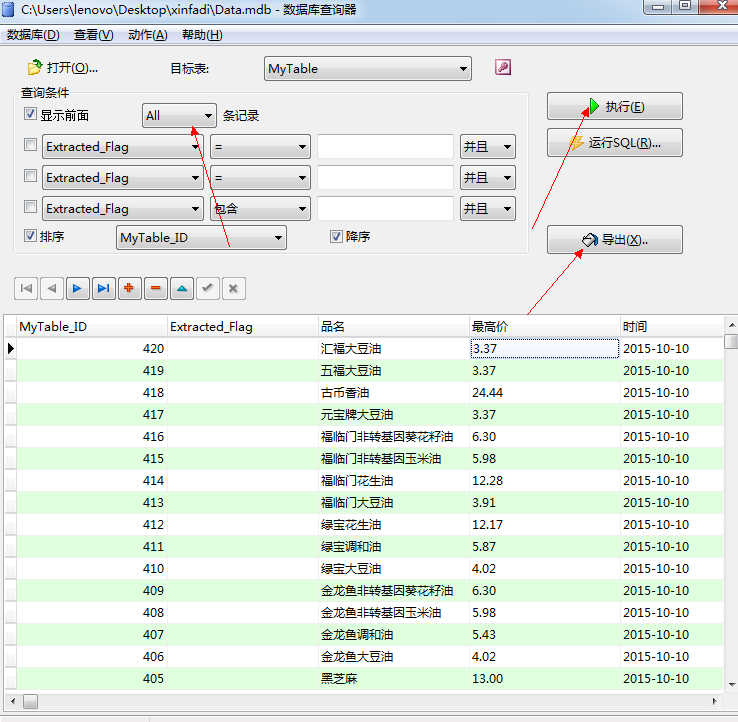 C:\Users\lenovo\Desktop\xinfadi\Data.mdb - 数据库查询器
数据库(D) 查看(V) 动作(A) 帮助(H)
打开(O)... 目标表: MyTable
查询条件
显示前面 All 条记录 执行(E)
Extracted_Flag = 并且 运行SQL(R)...
Extracted_Flag = 并且
Extracted_Flag 包含 并且
排序 MyTable_ID 降序 导出(X)..
MyTable_ID Extracted_Flag 品名 最高价 时间
420 汇福大豆油 3.37 2015-10-10
419 五福大豆油 3.37 2015-10-10
418 古币香油 24.44 2015-10-10
417 元宝牌大豆油 3.37 2015-10-10
416 福临门非转基因葵花籽油 6.30 2015-10-10
415 福临门非转基因玉米油 5.98 2015-10-10
414 福临门花生油 12.28 2015-10-10
413 福临门大豆油 3.91 2015-10-10
412 绿宝花生油 12.17 2015-10-10
411 绿宝调和油 5.87 2015-10-10
410 绿宝大豆油 4.02 2015-10-10
409 金龙鱼非转基因葵花籽油 6.30 2015-10-10
408 金龙鱼非转基因玉米油 5.98 2015-10-10
407 金龙鱼调和油 5.43 2015-10-10
406 金龙鱼大豆油 4.02 2015-10-10
405 黑芝麻 13.00 2015-10-10